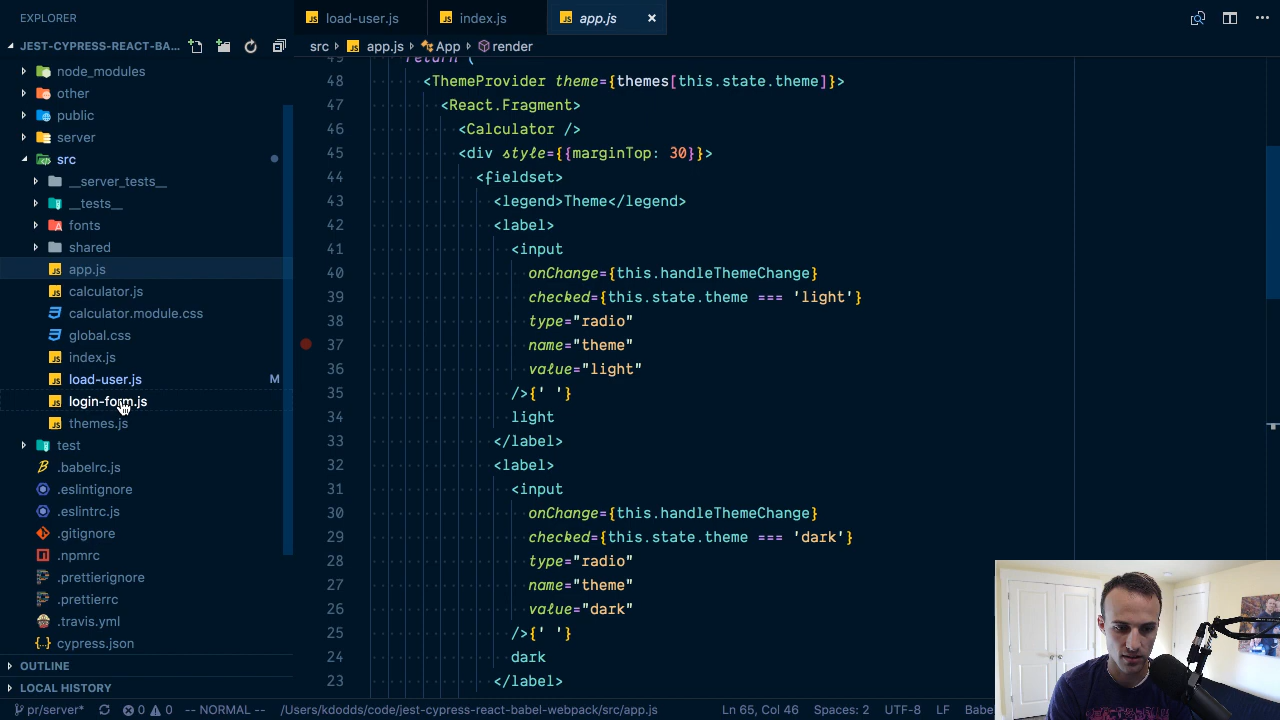 EXPLORER
JEST-CYPRESS-REACT-BA...
node_modules
other
public
server
src
__server_tests__
__tests__
fonts
shared
app.js
calculator.js
calculator.module.css
global.css
index.js
load-user.js M
login-form.js
themes.js
test
.babelrc.js
.eslintignore
.eslintrc.js
.gitignore
.npmrc
.prettierignore
.prettierrc
.travis.yml
cypress.json
OUTLINE
LOCAL HISTORY
load-user.js index.js app.js
src app.js App render
49 return (
48 <ThemeProvider theme={themes[this.state.theme]}>
47 <React.Fragment>
46 <Calculator />
45 <div style={{marginTop: 30}}>
44 <fieldset>
43 <legend>Theme</legend>
42 <label>
41 <input
40 onChange={this.handleThemeChange}
39 checked={this.state.theme === 'light'}
38 type="radio"
37 name="theme"
36 value="light"
35 />{' '}
34 light
33 </label>
32 <label>
31 <input
30 onChange={this.handleThemeChange}
29 checked={this.state.theme === 'dark'}
28 type="radio"
27 name="theme"
26 value="dark"
25 />{' '}
24 dark
23 </label>
pr/server* 0 0 -- NORMAL -- /Users/kdodds/code/jest-cypress-react-babel-webpack/src/app.js Ln 65, Col 46 Spaces: 2 UTF-8 LF Babe